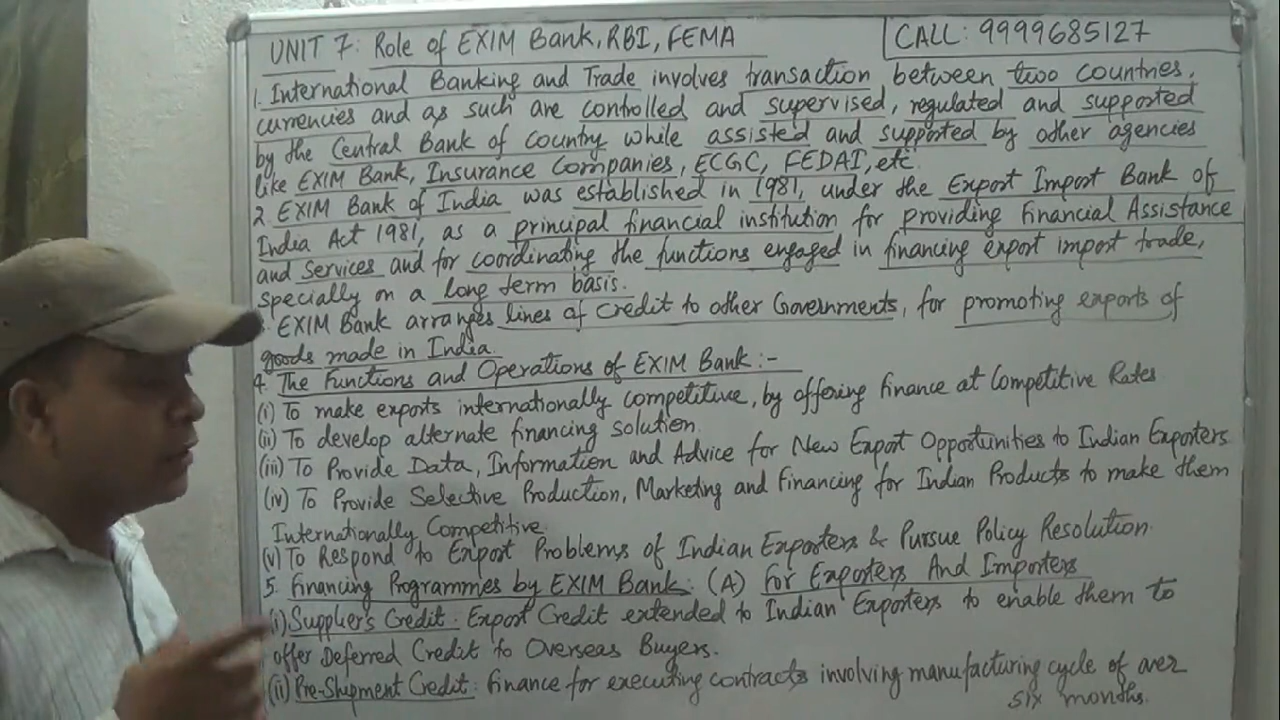 UNIT 7: Role of EXIM Bank, RBI, FEMA
CALL: 9999685127
1. International Banking and Trade involves transaction between two countries,
currencies and as such are controlled and supervised, regulated and supported
by the Central Bank of Country while assisted and supported by other agencies
like EXIM Bank, Insurance Companies, ECGC, FEDAI, etc
2. EXIM Bank of India was established in 1981, under the Export Import Bank of
India Act 1981, as a principal financial institution for providing Financial Assistance
and Services and for coordinating the functions engaged in financing export import trade,
specially on a long term basis.
EXIM Bank arranges lines of credit to other Governments, for promoting exports of
goods made in India.
4. The Functions and Operations of EXIM Bank:-
(i) To make exports internationally competitive, by offering finance at Competitive Rates
(ii) To develop alternate financing solution.
(iii) To Provide Data, Information and Advice for New Export Opportunities to Indian Exporters
(iv) To Provide Selective Production, Marketing and Financing for Indian Products to make them
Internationally Competitive.
(v) To Respond to Export Problems of Indian Exporters & Pursue Policy Resolution.
5. Financing Programmes by EXIM Bank: (A) For Exporters And Importers
(i) Supplier's Credit: Export Credit extended to Indian Exporters to enable them to
offer Deferred Credit to Overseas Buyers.
(ii) Pre-Shipment Credit: Finance for executing contracts involving manufacturing cycle of over
six months.